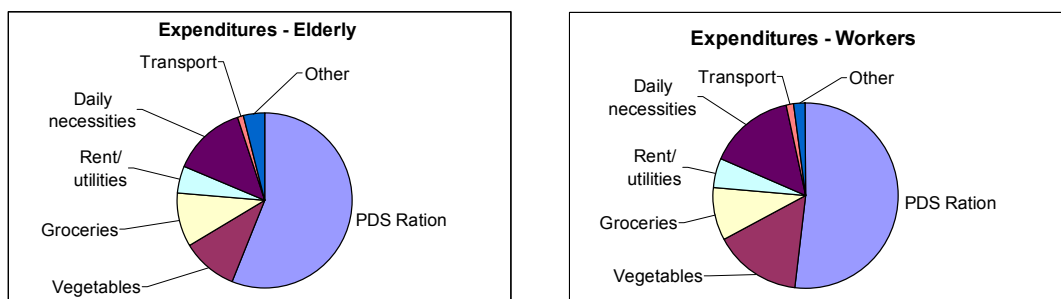 Expenditures - Elderly
Transport
Other
Daily
necessities
Rent/
utilities
PDS Ration
Groceries
Vegetables
Expenditures - Workers
Transport
Other
Daily
necessities
Rent/
utilities
PDS Ration
Groceries
Vegetables